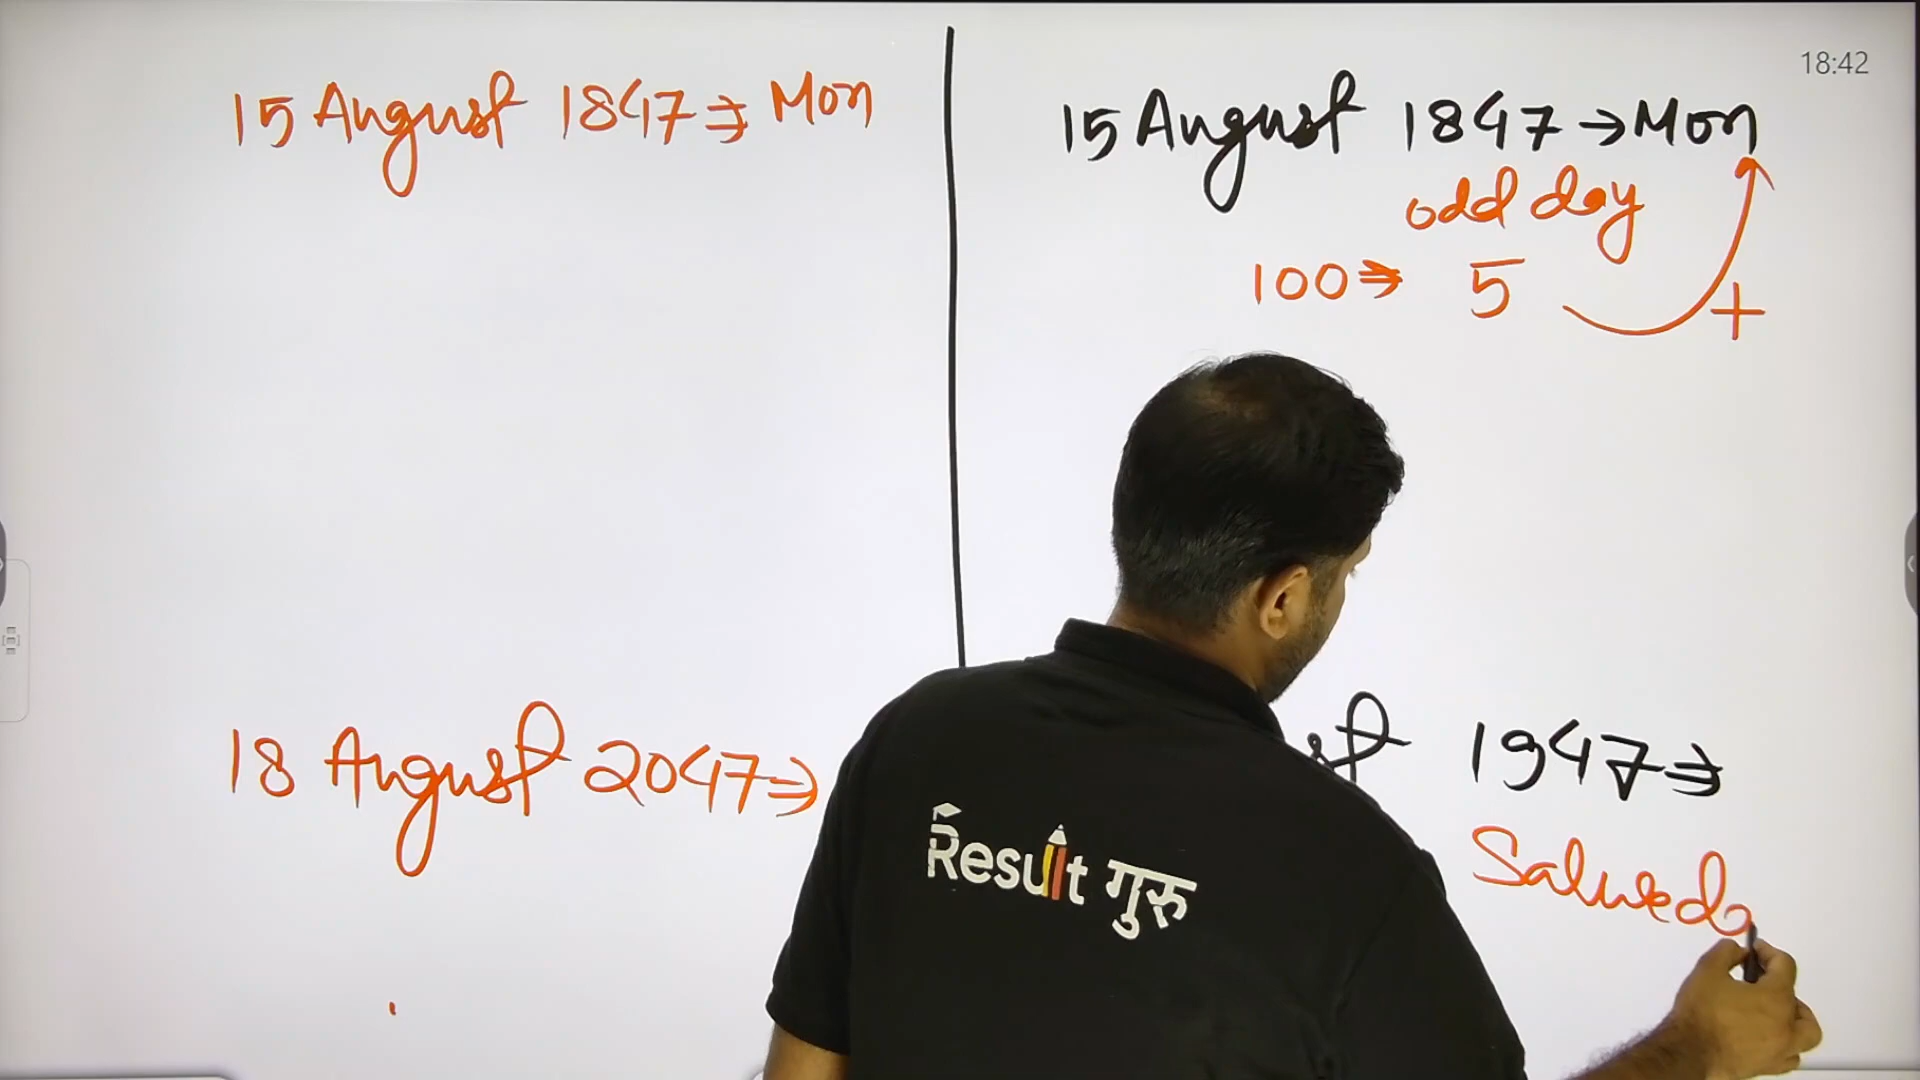 18:42
15 August 1847 ⇒ Mon
18 August 2047 ⇒
15 August 1847 → Mon
odd day
100 ⇒ 5
+
1947 ⇒
Result गुरु